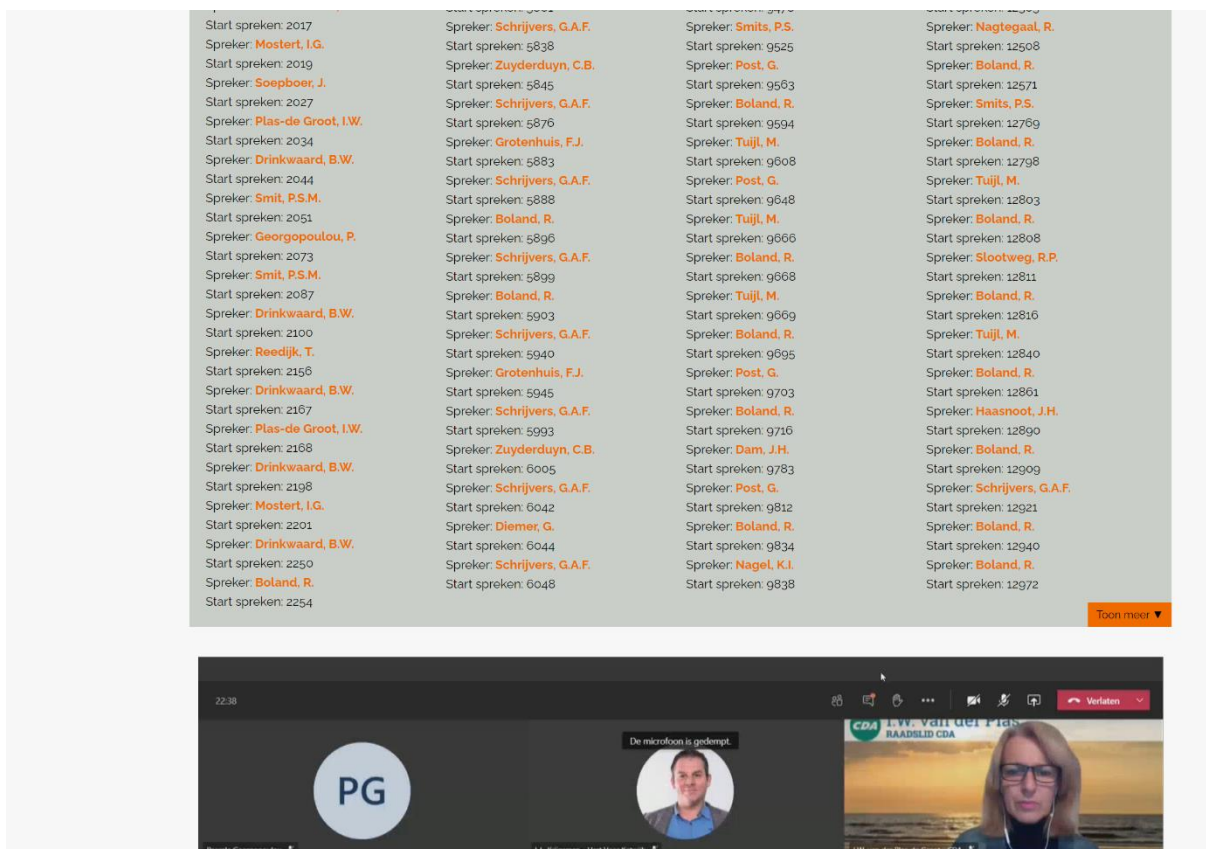 Start spreken: 2017
Spreker: Mostert, I.G.
Start spreken: 2019
Spreker: Soepboer, J.
Start spreken: 2027
Spreker: Plas-de Groot, I.W.
Start spreken: 2034
Spreker: Drinkwaard, B.W.
Start spreken: 2044
Spreker: Smit, P.S.M.
Start spreken: 2051
Spreker: Georgopoulou, P.
Start spreken: 2073
Spreker: Smit, P.S.M.
Start spreken: 2087
Spreker: Drinkwaard, B.W.
Start spreken: 2100
Spreker: Reedijk, T.
Start spreken: 2156
Spreker: Drinkwaard, B.W.
Start spreken: 2167
Spreker: Plas-de Groot, I.W.
Start spreken: 2168
Spreker: Drinkwaard, B.W.
Start spreken: 2198
Spreker: Mostert, I.G.
Start spreken: 2201
Spreker: Drinkwaard, B.W.
Start spreken: 2250
Spreker: Boland, R.
Start spreken: 2254
Spreker: Schrijvers, G.A.F.
Start spreken: 5838
Spreker: Zuyderduyn, C.B.
Start spreken: 5845
Spreker: Schrijvers, G.A.F.
Start spreken: 5876
Spreker: Grotenhuis, F.J.
Start spreken: 5883
Spreker: Schrijvers, G.A.F.
Start spreken: 5888
Spreker: Boland, R.
Start spreken: 5896
Spreker: Schrijvers, G.A.F.
Start spreken: 5899
Spreker: Boland, R.
Start spreken: 5903
Spreker: Schrijvers, G.A.F.
Start spreken: 5940
Spreker: Grotenhuis, F.J.
Start spreken: 5945
Spreker: Schrijvers, G.A.F.
Start spreken: 5993
Spreker: Zuyderduyn, C.B.
Start spreken: 6005
Spreker: Schrijvers, G.A.F.
Start spreken: 6042
Spreker: Diemer, G.
Start spreken: 6044
Spreker: Schrijvers, G.A.F.
Start spreken: 6048
Spreker: Smits, P.S.
Start spreken: 9525
Spreker: Post, G.
Start spreken: 9563
Spreker: Boland, R.
Start spreken: 9594
Spreker: Tuijl, M.
Start spreken: 9608
Spreker: Post, G.
Start spreken: 9648
Spreker: Tuijl, M.
Start spreken: 9666
Spreker: Boland, R.
Start spreken: 9668
Spreker: Tuijl, M.
Start spreken: 9669
Spreker: Boland, R.
Start spreken: 9695
Spreker: Post, G.
Start spreken: 9703
Spreker: Boland, R.
Start spreken: 9716
Spreker: Dam, J.H.
Start spreken: 9783
Spreker: Post, G.
Start spreken: 9812
Spreker: Boland, R.
Start spreken: 9834
Spreker: Nagel, K.I.
Start spreken: 9838
Spreker: Nagtegaal, R.
Start spreken: 12508
Spreker: Boland, R.
Start spreken: 12571
Spreker: Smits, P.S.
Start spreken: 12769
Spreker: Boland, R.
Start spreken: 12798
Spreker: Tuijl, M.
Start spreken: 12803
Spreker: Boland, R.
Start spreken: 12808
Spreker: Slootweg, R.P.
Start spreken: 12811
Spreker: Boland, R.
Start spreken: 12816
Spreker: Tuijl, M.
Start spreken: 12840
Spreker: Boland, R.
Start spreken: 12861
Spreker: Haasnoot, J.H.
Start spreken: 12890
Spreker: Boland, R.
Start spreken: 12909
Spreker: Schrijvers, G.A.F.
Start spreken: 12921
Spreker: Boland, R.
Start spreken: 12940
Spreker: Boland, R.
Start spreken: 12972
Toon meer ▼
22:38
Verlaten
De microfoon is gedempt.
PG
CDA I.W. van der Plas
RAADSLID CDA